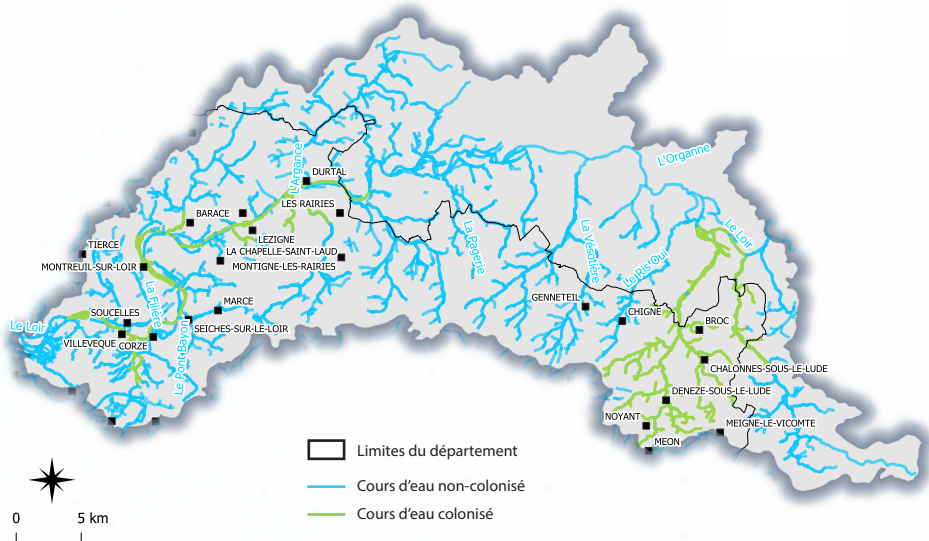 L'Organne
L'Argance
DURTAL
LES RAIRIES
BARACE
Le Loir
La Pagerie
La Vésotière
LEZIGNE
TIERCE
LA CHAPELLE-SAINT-LAUD
MONTREUIL-SUR-LOIR
MONTIGNE-LES-RAIRIES
Le Ris Oui
La Filière
GENNETEIL
MARCE
SOUCELLES
CHIGNE
BROC
Le Loir
SEICHES-SUR-LE-LOIR
VILLEVEQUE
CORZE
Le Pont Bayon
CHALONNES-SOUS-LE-LUDE
DENEZE-SOUS-LE-LUDE
NOYANT
MEIGNE-LE-VICOMTE
MEON
Limites du département
Cours d'eau non-colonisé
Cours d'eau colonisé
0 5 km